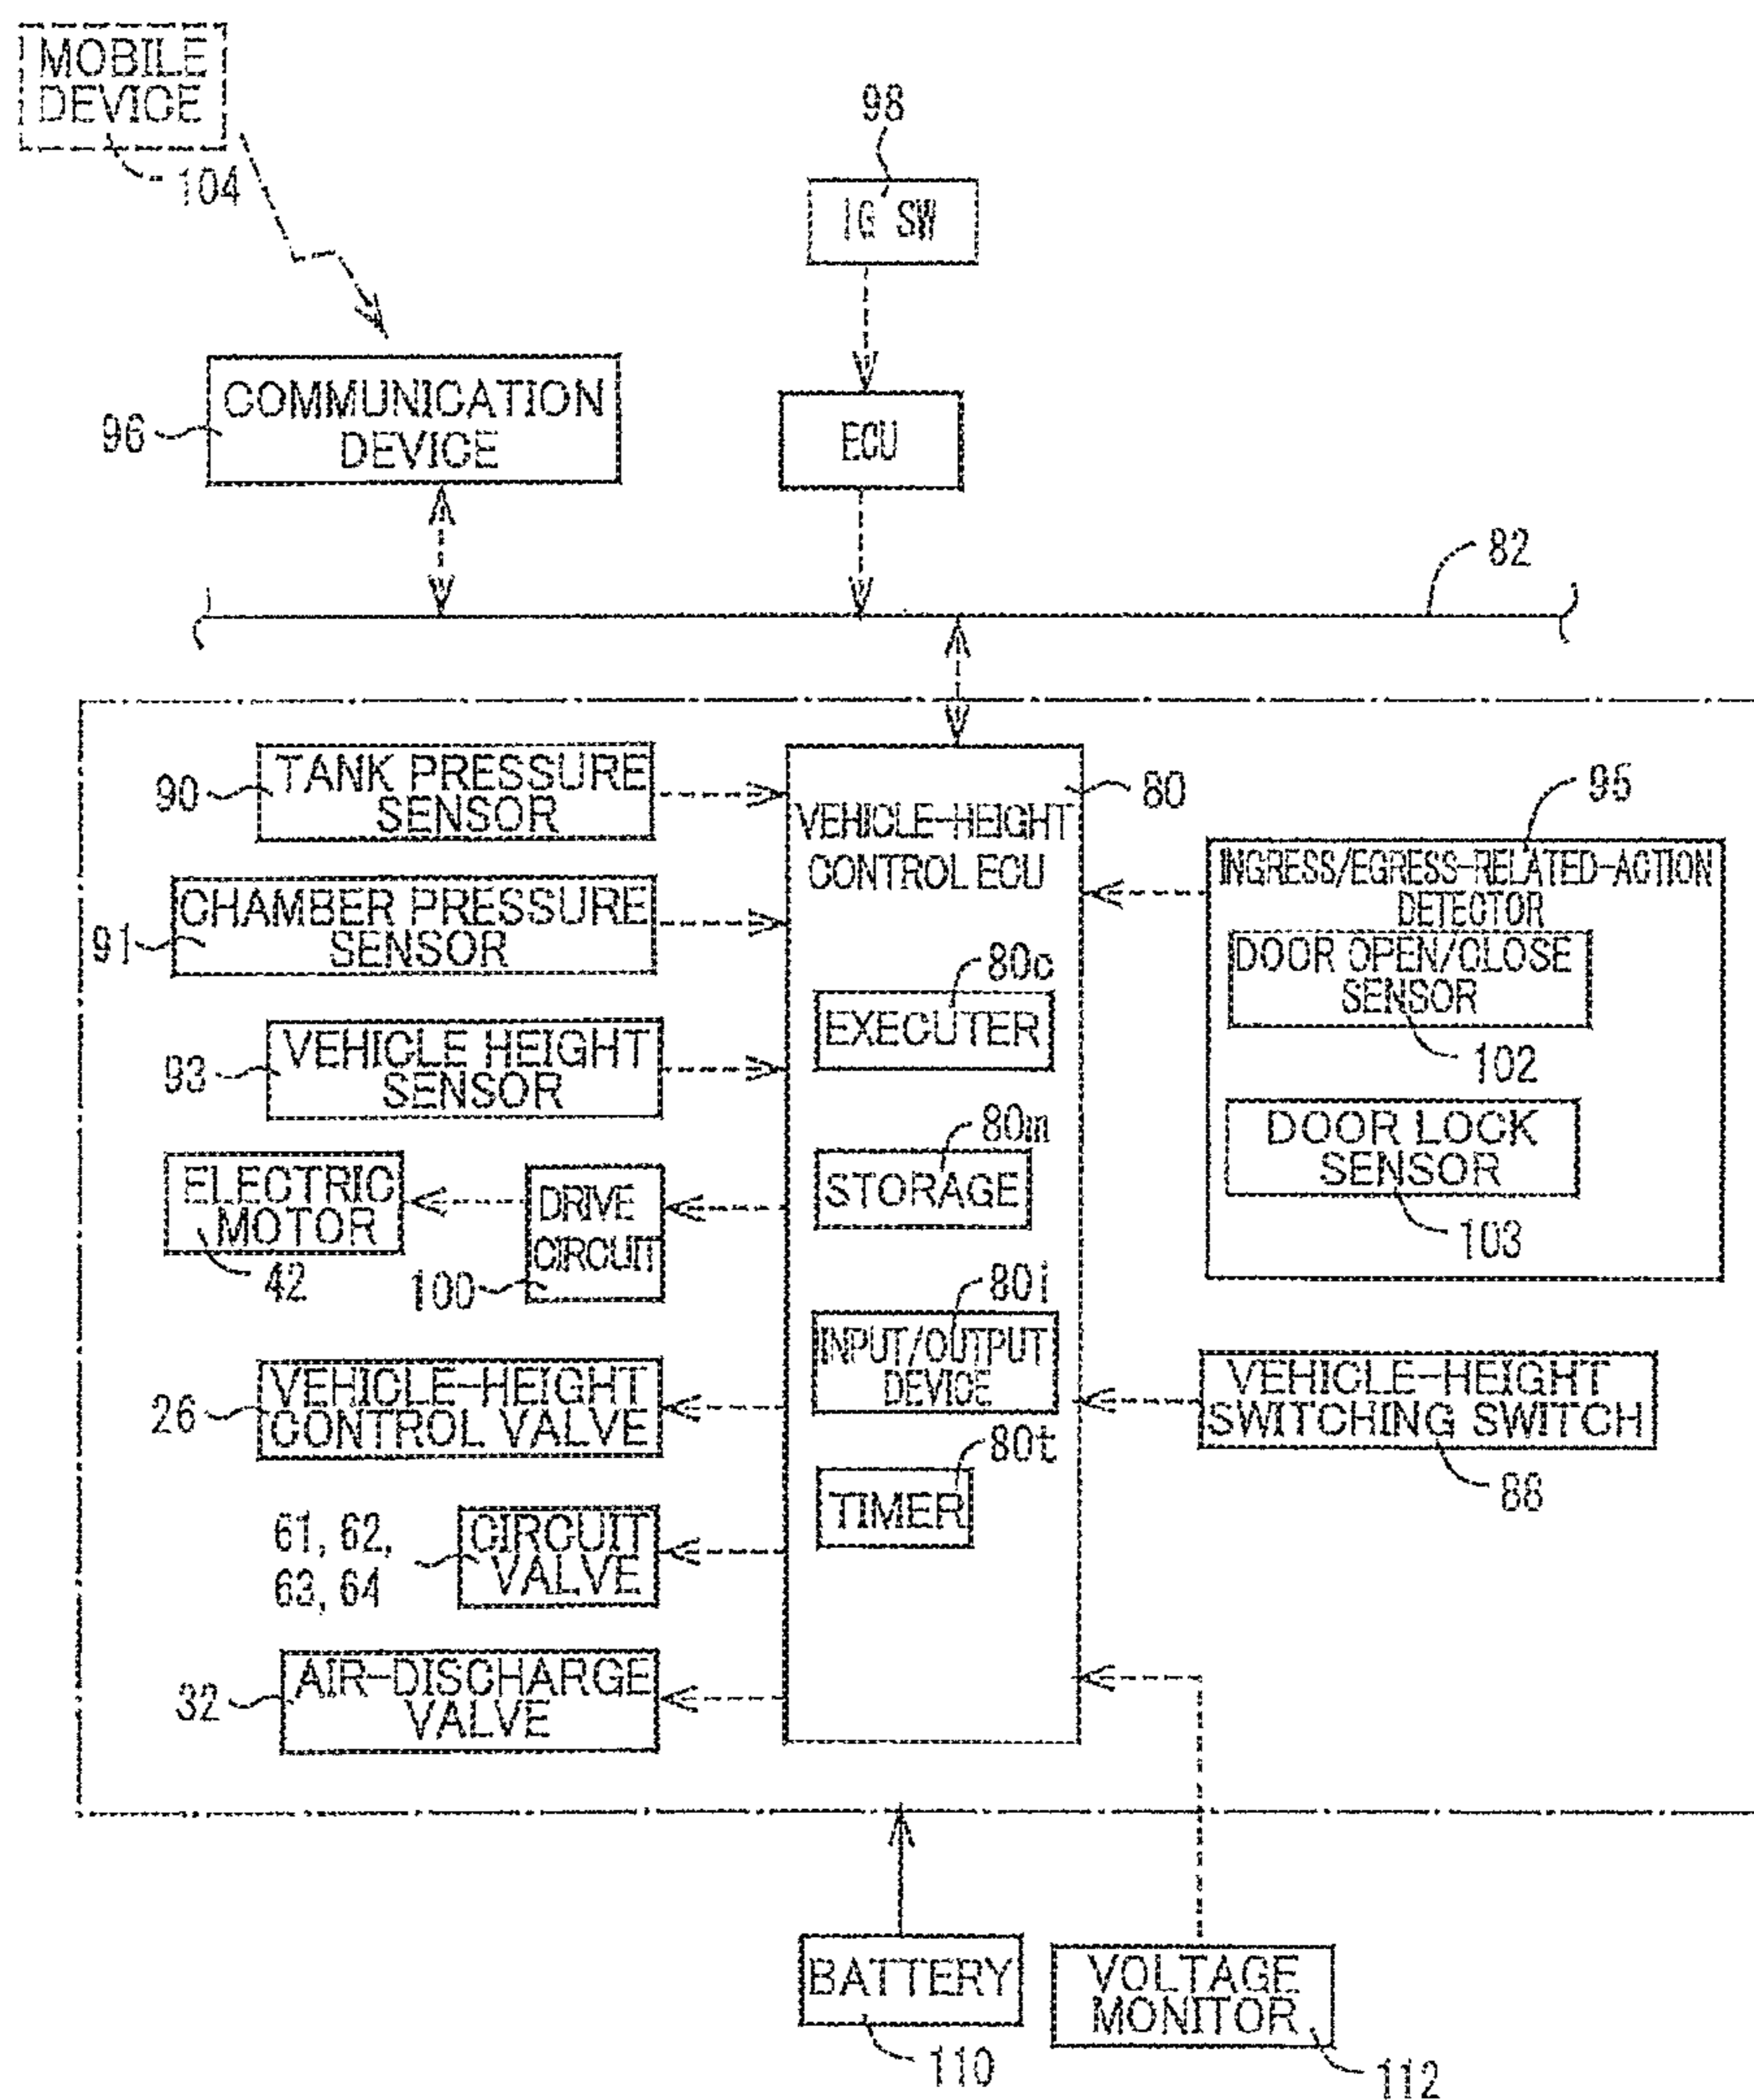 MOBILE
DEVICE
104
98
IG SW
COMMUNICATION
DEVICE
96
ECU
82
TANK PRESSURE
SENSOR
90
CHAMBER PRESSURE
SENSOR
91
VEHICLE HEIGHT
SENSOR
93
ELECTRIC
MOTOR
42
DRIVE
CIRCUIT
100
VEHICLE-HEIGHT
CONTROL VALVE
26
CIRCUIT
VALVE
61, 62,
63, 64
AIR-DISCHARGE
VALVE
32
80
VEHICLE-HEIGHT
CONTROL ECU
80c
EXECUTER
80m
STORAGE
80i
INPUT/OUTPUT
DEVICE
80t
TIMER
95
INGRESS/EGRESS-RELATED-ACTION
DETECTOR
DOOR OPEN/CLOSE
SENSOR
102
DOOR LOCK
SENSOR
103
VEHICLE-HEIGHT
SWITCHING SWITCH
88
BATTERY
110
VOLTAGE
MONITOR
112